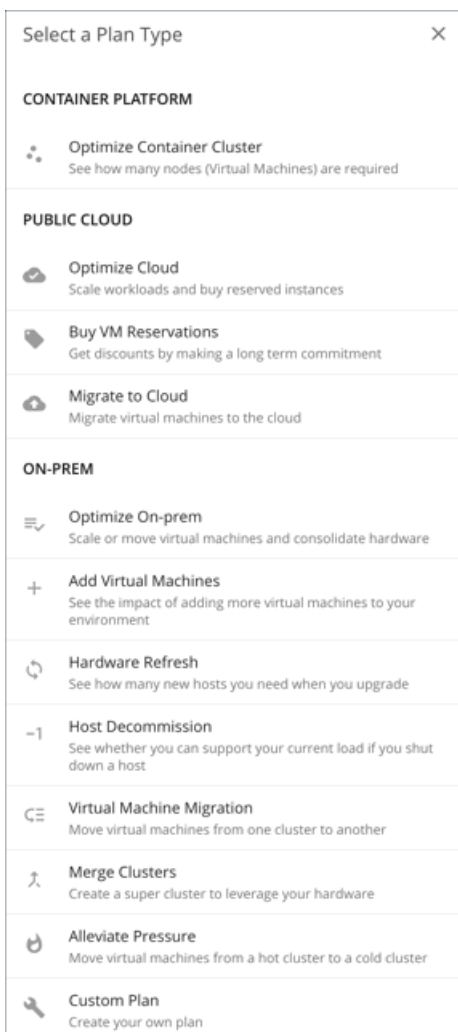 Select a Plan Type
CONTAINER PLATFORM
Optimize Container Cluster
See how many nodes (Virtual Machines) are required
PUBLIC CLOUD
Optimize Cloud
Scale workloads and buy reserved instances
Buy VM Reservations
Get discounts by making a long term commitment
Migrate to Cloud
Migrate virtual machines to the cloud
ON-PREM
Optimize On-prem
Scale or move virtual machines and consolidate hardware
Add Virtual Machines
See the impact of adding more virtual machines to your
environment
Hardware Refresh
See how many new hosts you need when you upgrade
−1 Host Decommission
See whether you can support your current load if you shut
down a host
Virtual Machine Migration
Move virtual machines from one cluster to another
Merge Clusters
Create a super cluster to leverage your hardware
Alleviate Pressure
Move virtual machines from a hot cluster to a cold cluster
Custom Plan
Create your own plan